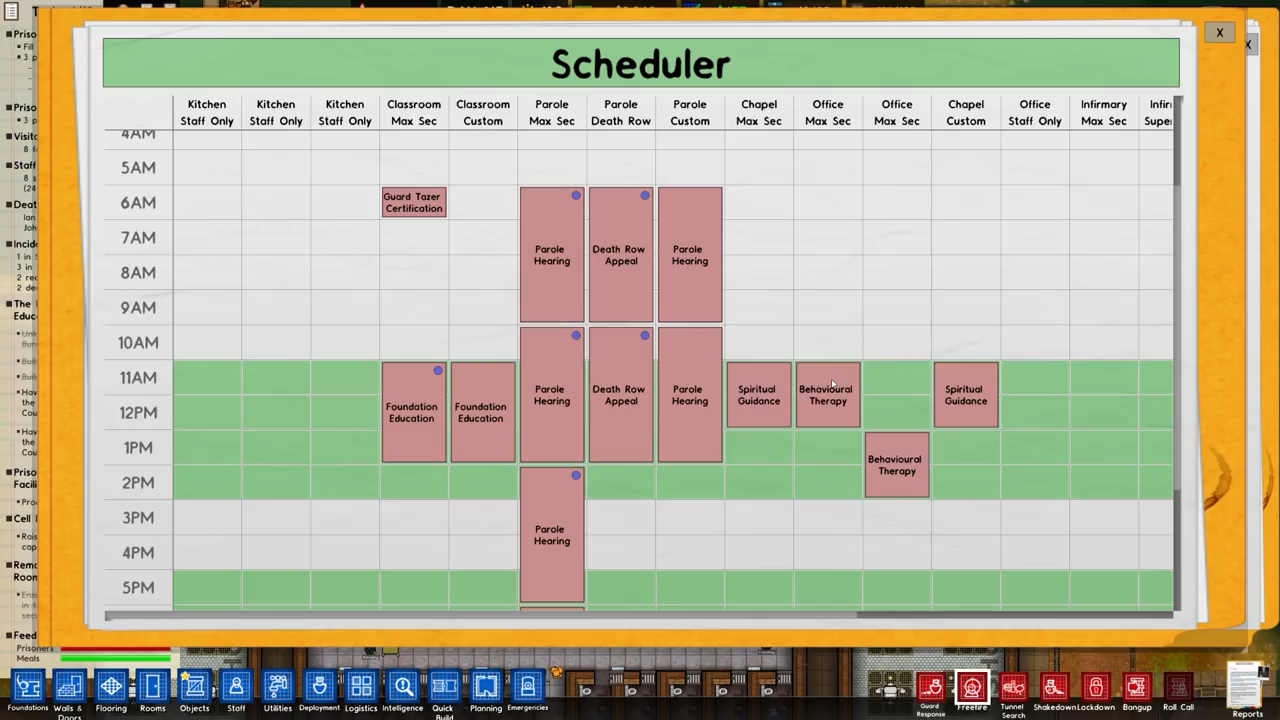 Scheduler
X
X
Kitchen Kitchen Kitchen Classroom Classroom Parole Parole Parole Chapel Office Office Chapel Office Infirmary
Staff Only Staff Only Staff Only Max Sec Custom Max Sec Death Row Custom Max Sec Max Sec Max Sec Custom Staff Only Max Sec
4AM
5AM
6AM
7AM
8AM
9AM
10AM
11AM
12PM
1PM
2PM
3PM
4PM
5PM
Guard Tazer
Certification
Foundation
Education
Foundation
Education
Parole
Hearing
Parole
Hearing
Parole
Hearing
Death Row
Appeal
Death Row
Appeal
Parole
Hearing
Parole
Hearing
Spiritual
Guidance
Behavioural
Therapy
Behavioural
Therapy
Spiritual
Guidance
Prisoners
Meals
Foundations
Walls &
Doors
Flooring
Rooms
Objects
Staff
Utilities
Deployment
Logistics
Intelligence
Quick
Build
Planning
Emergencies
Guard
Response
Freefire
Tunnel
Search
Shakedown
Lockdown
Bangup
Roll Call
Reports